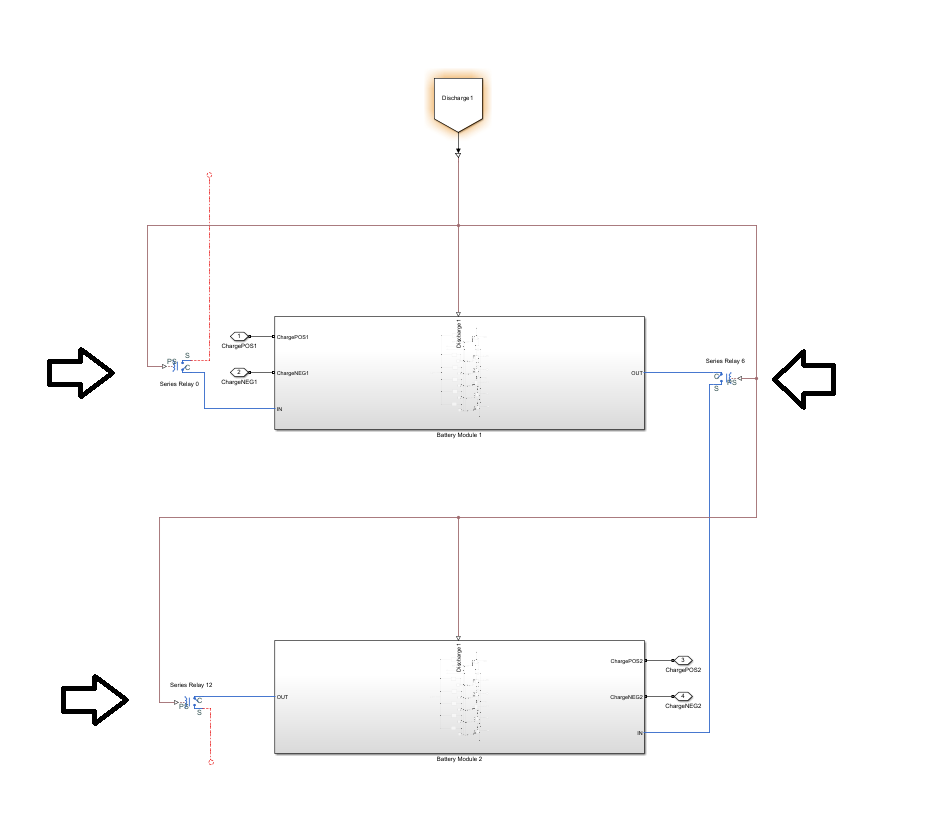 Discharge1
S
PS
C
Series Relay 0
1
ChargePOS1
2
ChargeNEG1
ChargePOS1
ChargeNEG1
IN
Discharge1
OUT
Battery Module 1
Series Relay 6
C
S
Series Relay 12
C
PS
S
OUT
Discharge1
ChargePOS2
ChargeNEG2
IN
3
ChargePOS2
4
ChargeNEG2
Battery Module 2